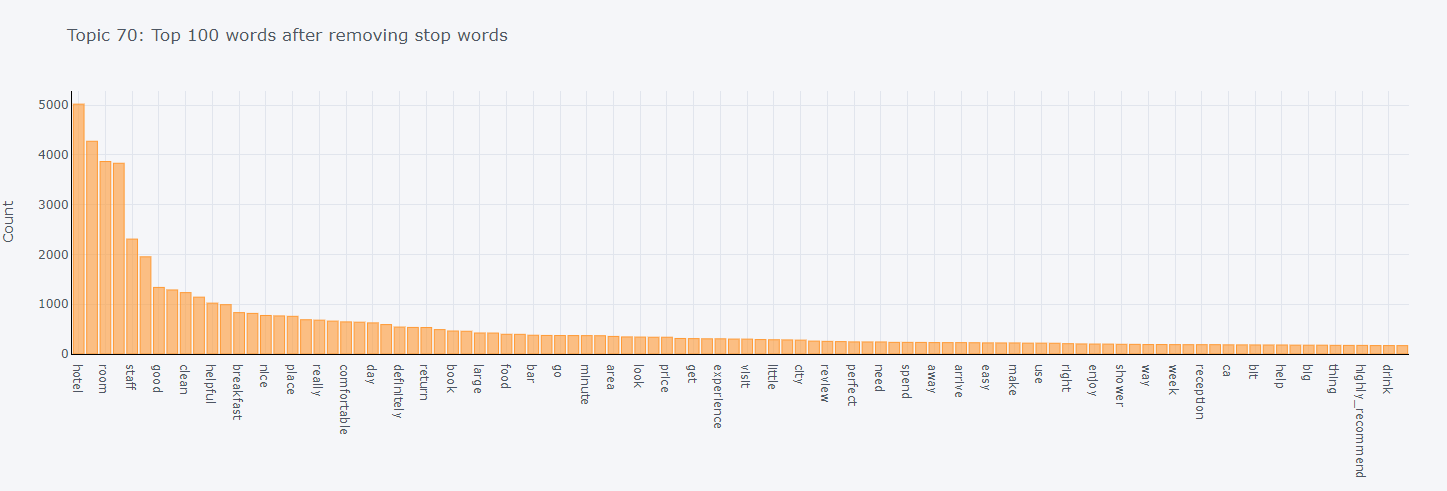 Topic 70: Top 100 words after removing stop words
Count
5000
4000
3000
2000
1000
0
hotel
room
staff
good
clean
helpful
breakfast
nice
place
really
comfortable
day
definitely
return
book
large
food
bar
go
minute
area
look
price
get
experience
visit
little
city
review
perfect
need
spend
away
arrive
easy
make
use
right
enjoy
shower
way
week
reception
ca
bit
help
big
thing
highly_recommend
drink